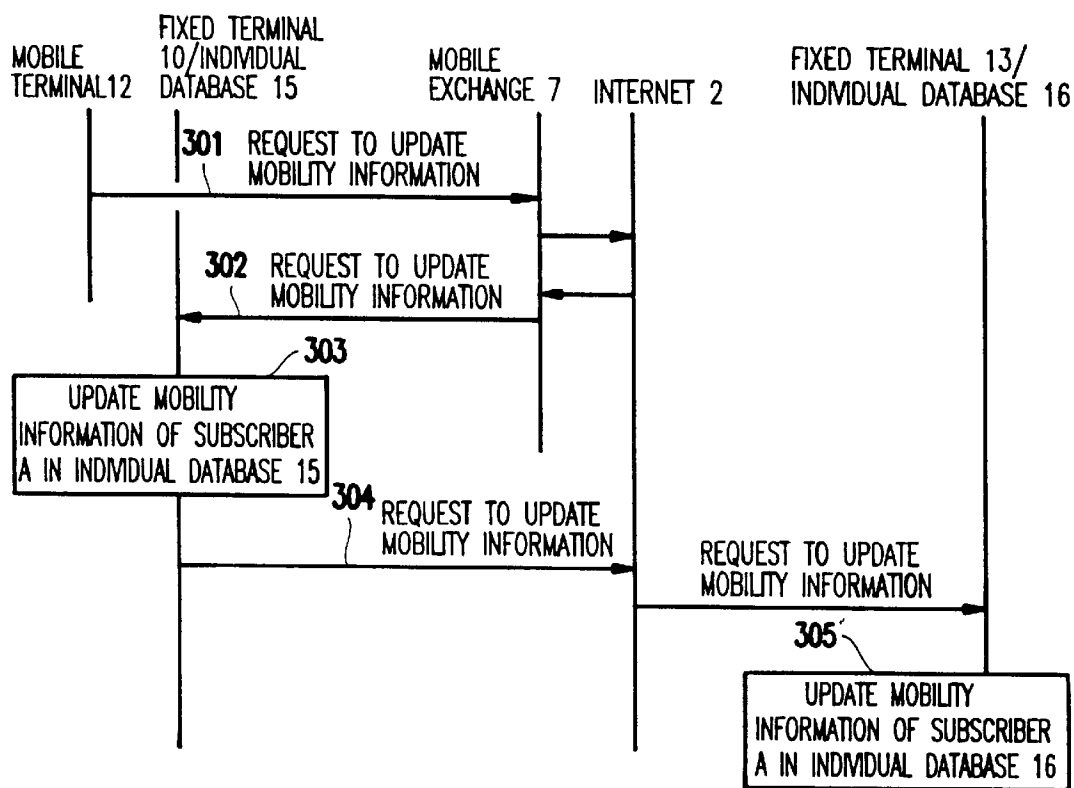 MOBILE
TERMINAL 12
FIXED TERMINAL
10/INDIVIDUAL
DATABASE 15
MOBILE
EXCHANGE 7
INTERNET 2
FIXED TERMINAL 13/
INDIVIDUAL DATABASE 16
301 REQUEST TO UPDATE
MOBILITY INFORMATION
302 REQUEST TO UPDATE
MOBILITY INFORMATION
303
UPDATE MOBILITY
INFORMATION OF SUBSCRIBER
A IN INDIVIDUAL DATABASE 15
304 REQUEST TO UPDATE
MOBILITY INFORMATION
REQUEST TO UPDATE
MOBILITY INFORMATION
305
UPDATE MOBILITY
INFORMATION OF SUBSCRIBER
A IN INDIVIDUAL DATABASE 16